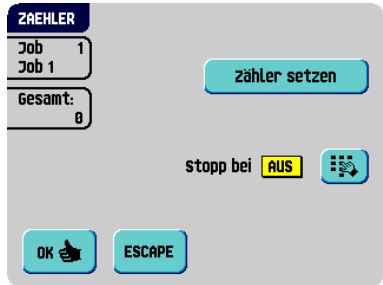 ZAEHLER
Job 1
Job 1
Gesamt:
0
Zähler setzen
Stopp bei AUS
OK
ESCAPE